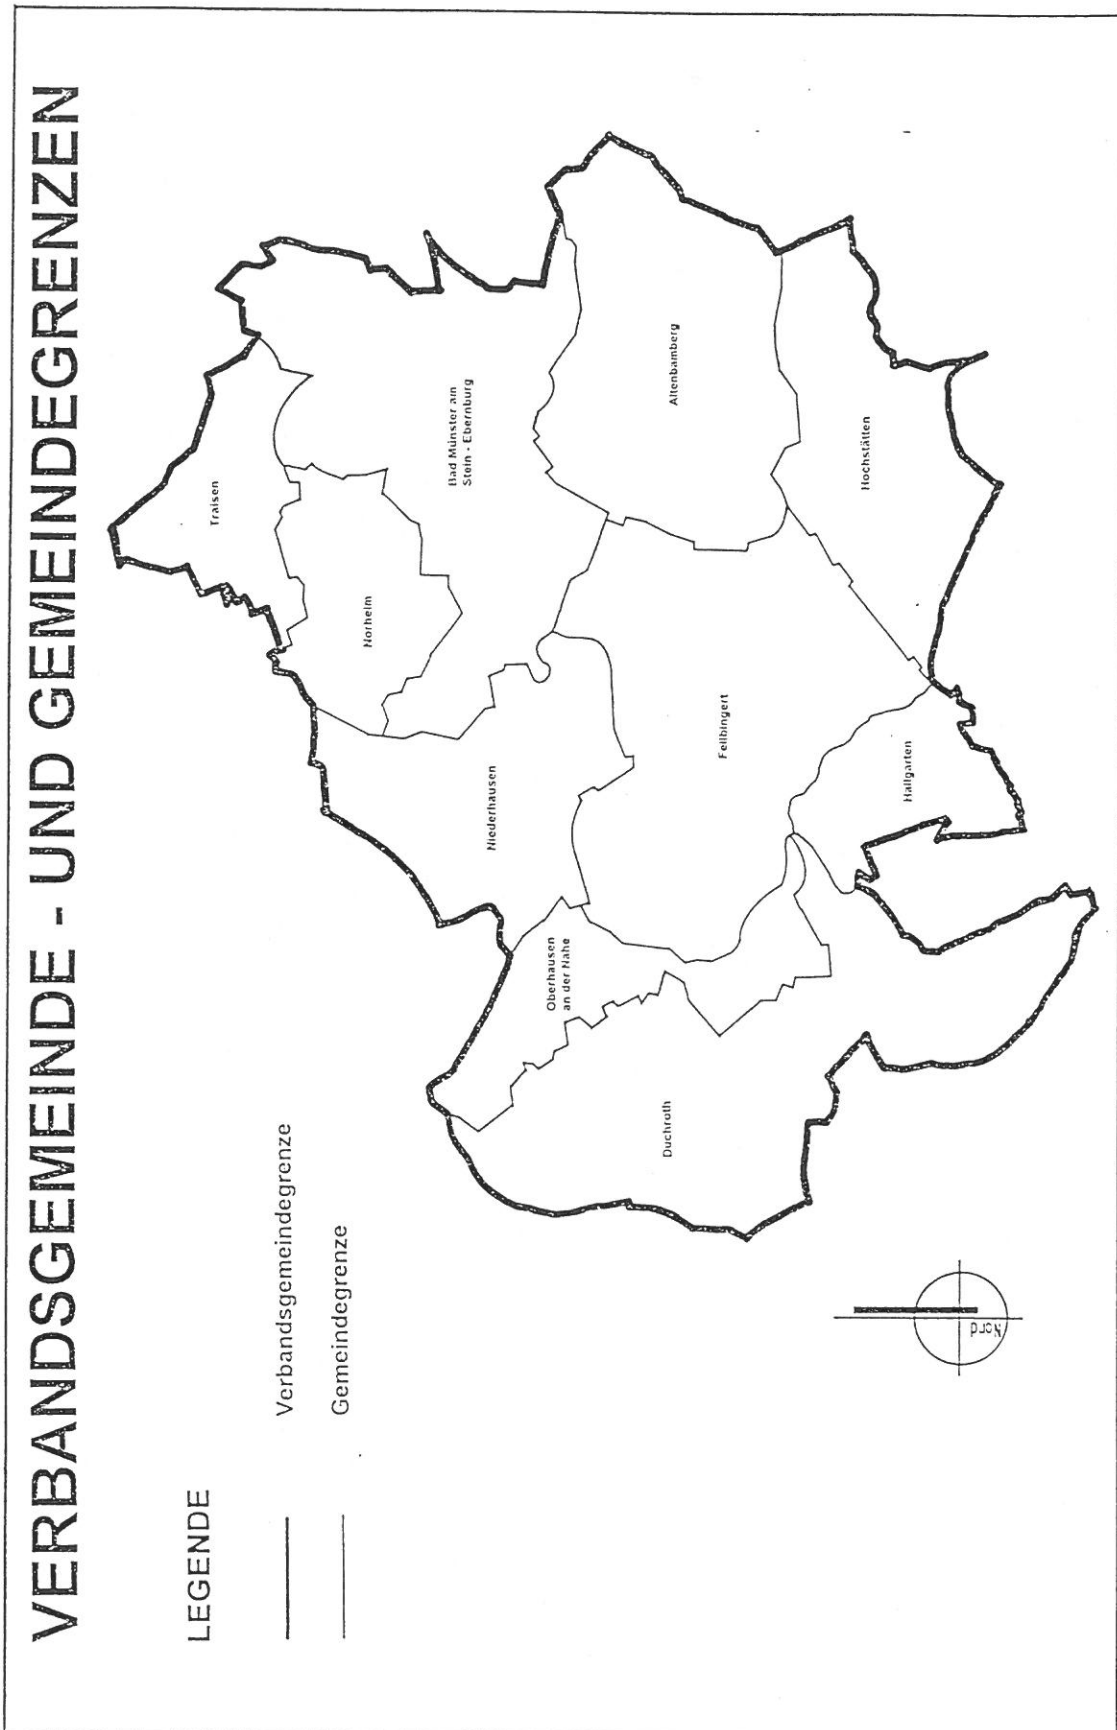 VERBANDSGEMEINDE - UND GEMEINDEGRENZEN
LEGENDE
Verbandsgemeindegrenze
Gemeindegrenze
Traisen
Norheim
Bad Münster am
Stein - Ebernburg
Altenbamberg
Hochstätten
Niederhausen
Feilbingert
Hallgarten
Oberhausen
an der Nahe
Duchroth
Nord